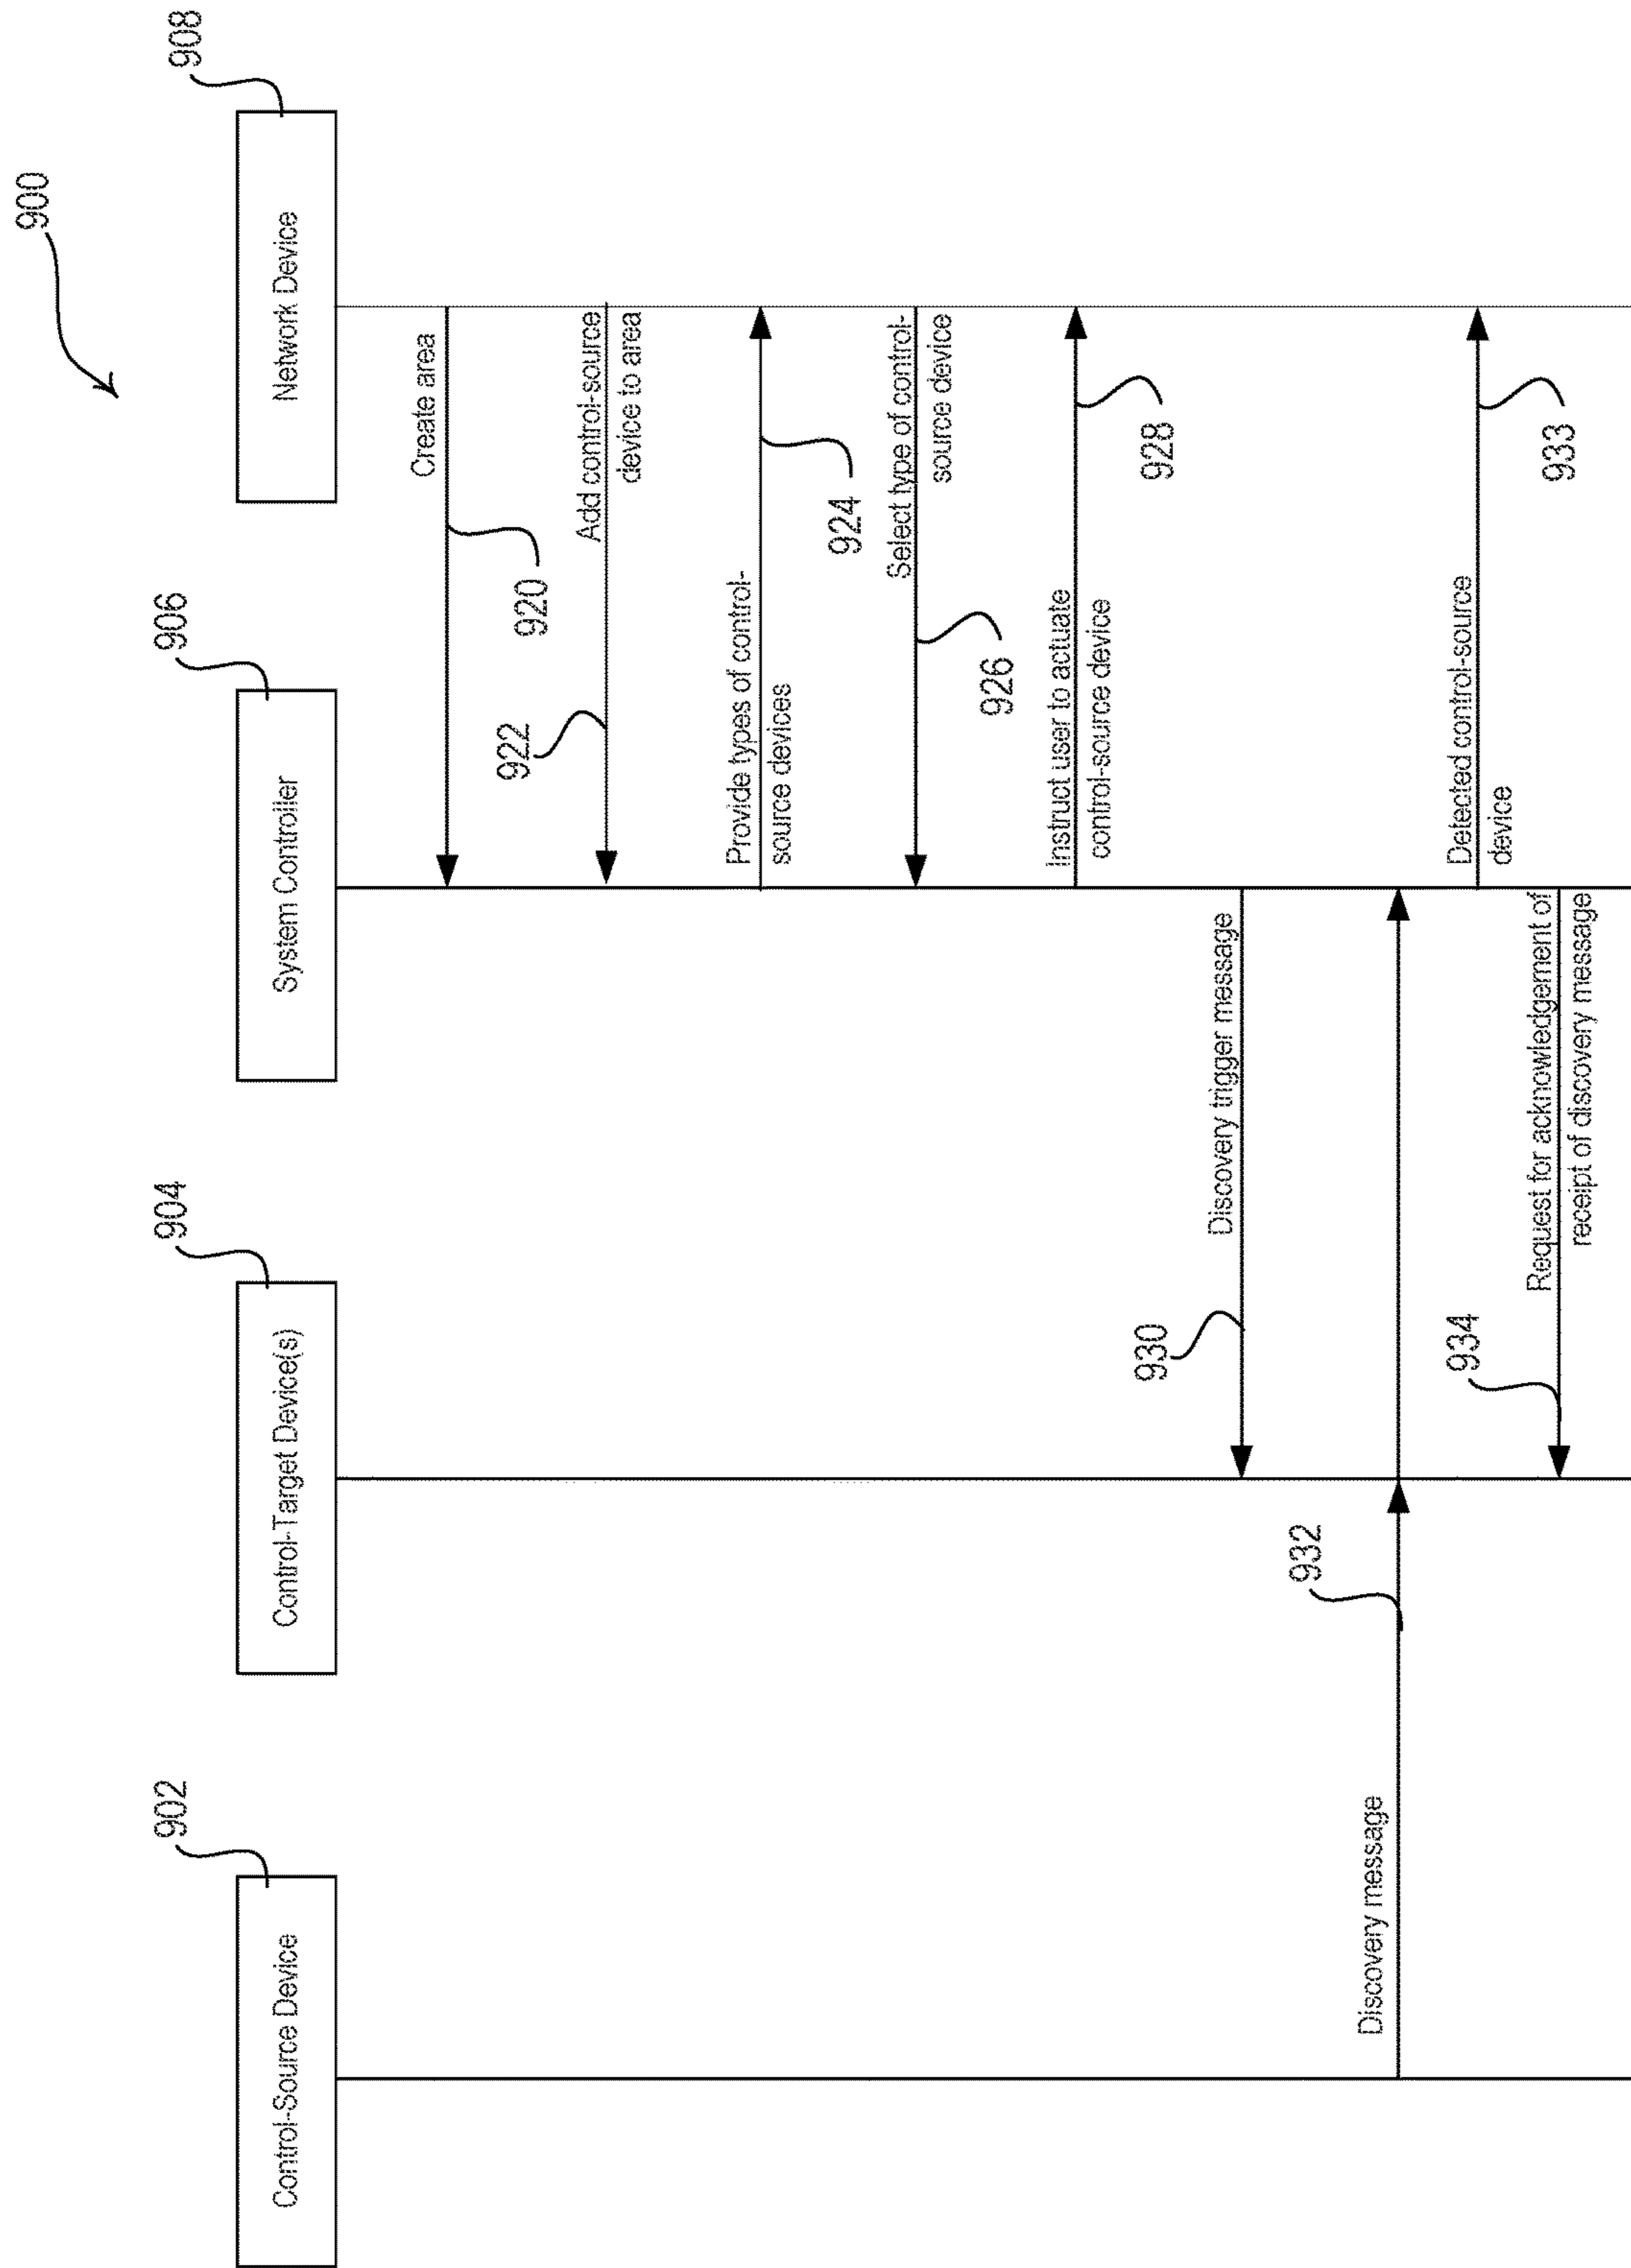 900
902
904
906
908
Control-Source Device
Control-Target Device(s)
System Controller
Network Device
Create area
920
Add control-source
device to area
922
Provide types of control-
source devices
924
Select type of control-
source device
926
Instruct user to actuate
control-source device
928
Discovery trigger message
930
Discovery message
932
Detected control-source
device
933
Request for acknowledgement of
receipt of discovery message
934